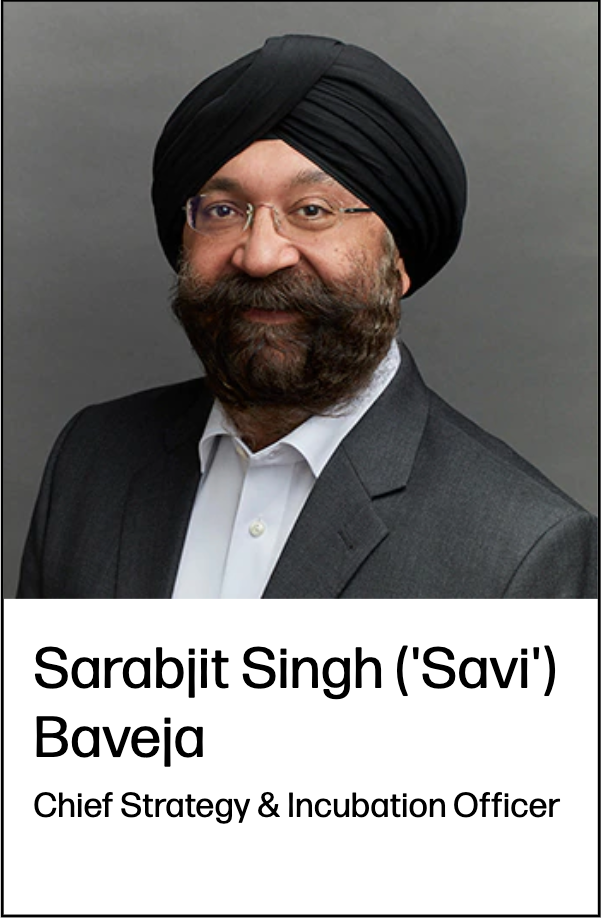 Sarabjit Singh ('Savi')
Baveja
Chief Strategy & Incubation Officer